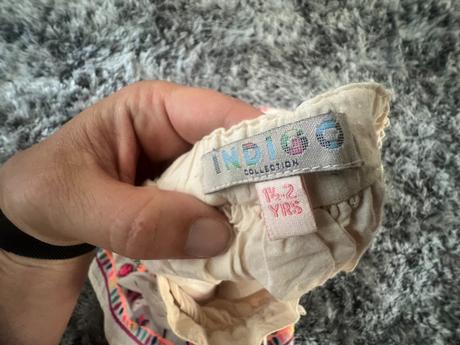 INDIGO
COLLECTION
1½-2
YRS